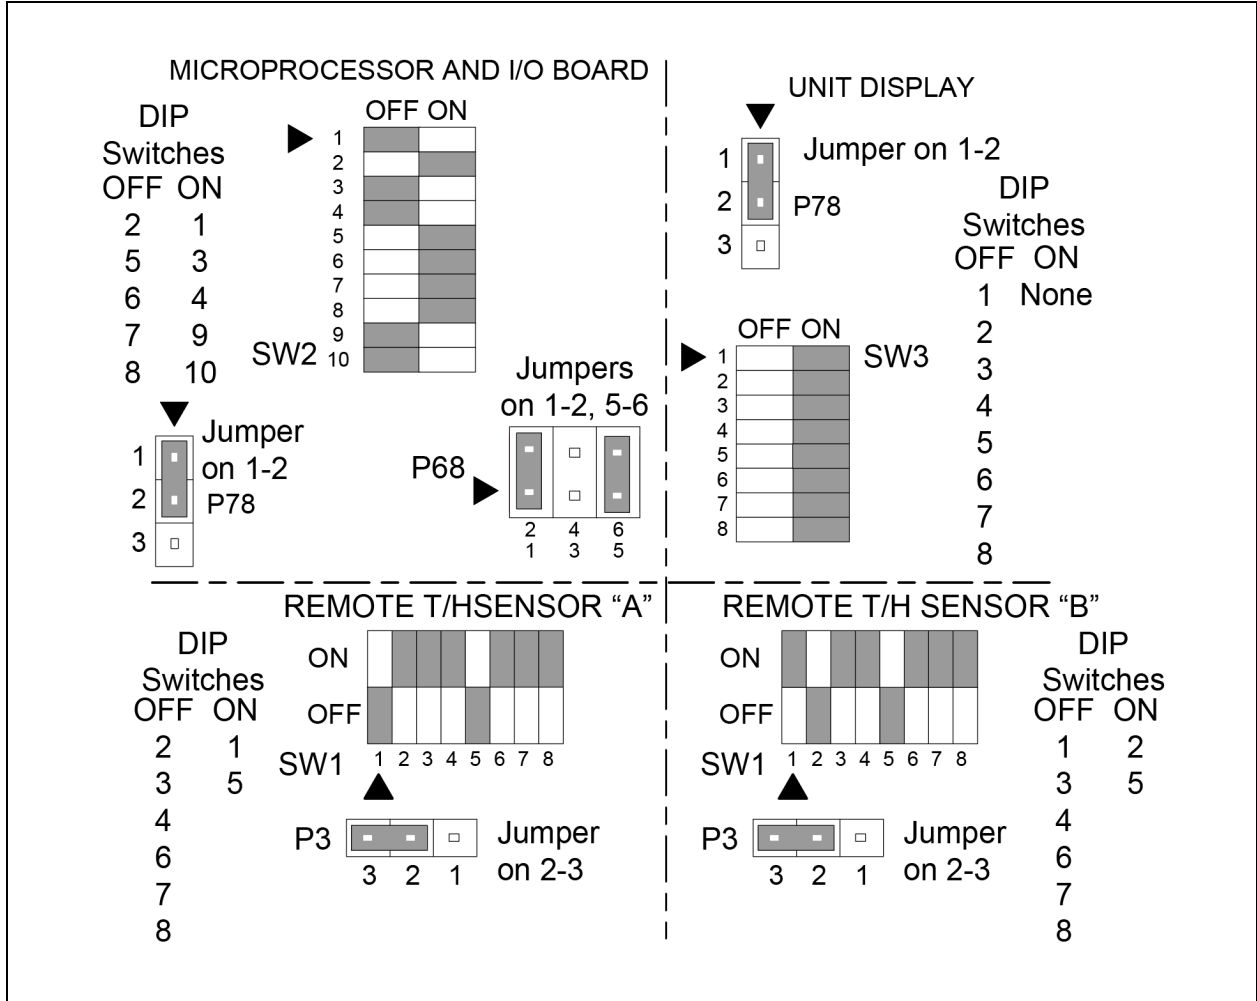 MICROPROCESSOR AND I/O BOARD
DIP
Switches
OFF ON
2 1
5 3
6 4
7 9
8 10
OFF ON
1
2
3
4
5
6
7
8
9
10
SW2
Jumper
on 1-2
P78
1
2
3
Jumpers
on 1-2, 5-6
P68
2 4 6
1 3 5
UNIT DISPLAY
Jumper on 1-2
P78
1
2
3
DIP
Switches
OFF ON
1 None
2
3
4
5
6
7
8
OFF ON
SW3
1
2
3
4
5
6
7
8
REMOTE T/HSENSOR “A”
DIP
Switches
OFF ON
2 1
3 5
4
6
7
8
ON
OFF
SW1
1 2 3 4 5 6 7 8
P3
3 2 1
Jumper
on 2-3
REMOTE T/H SENSOR “B”
ON
OFF
SW1
1 2 3 4 5 6 7 8
P3
3 2 1
Jumper
on 2-3
DIP
Switches
OFF ON
1 2
3 5
4
6
7
8